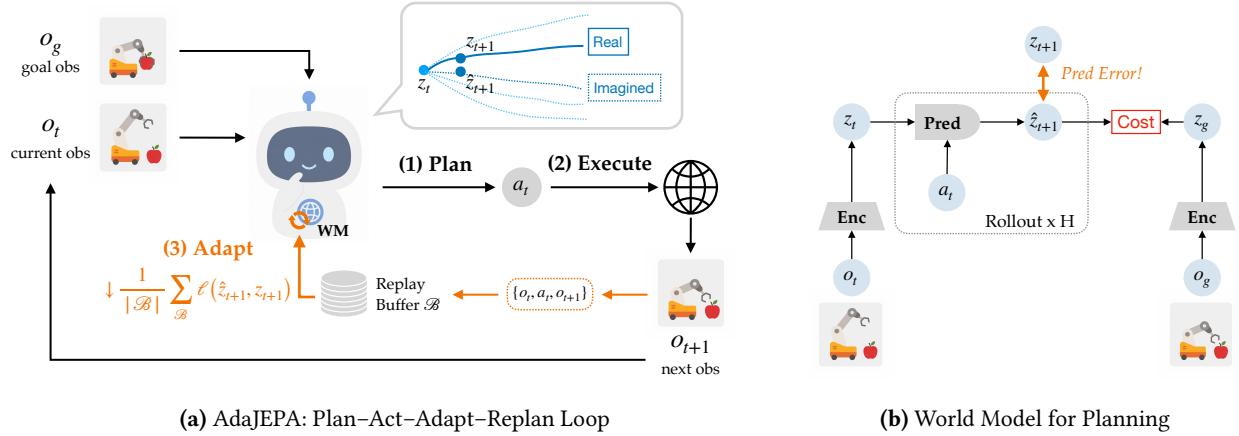 o_g
goal obs
o_t
current obs
z_{t+1}
Real
z_t
ẑ_{t+1}
Imagined
(1) Plan
a_t
(2) Execute
WM
(3) Adapt
↓ \frac{1}{|ℬ|} \sum_{ℬ} ℓ(ẑ_{t+1}, z_{t+1})
Replay
Buffer ℬ
{o_t, a_t, o_{t+1}}
o_{t+1}
next obs
(a) AdaJEPA: Plan–Act–Adapt–Replan Loop
z_{t+1}
Pred Error!
z_t
Pred
ẑ_{t+1}
Cost
z_g
a_t
Rollout x H
Enc
Enc
o_t
o_g
(b) World Model for Planning